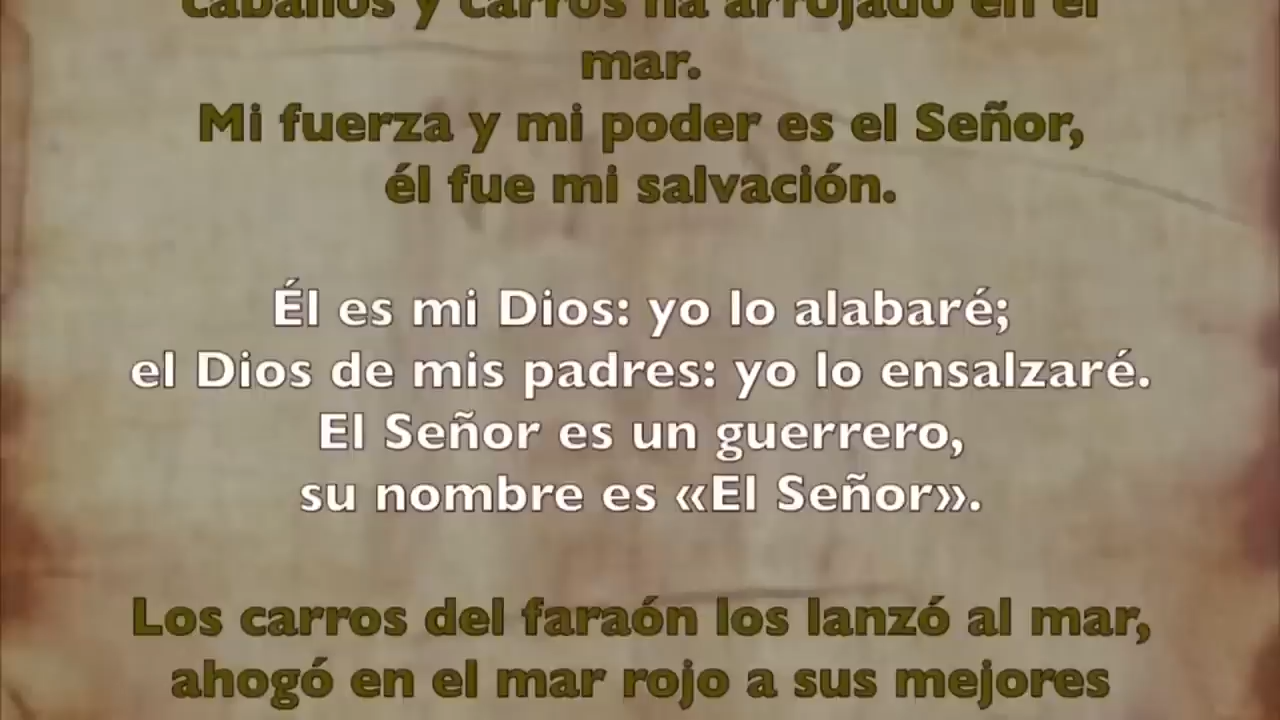 caballos y carros ha arrojado en el
mar.
Mi fuerza y mi poder es el Señor,
él fue mi salvación.
Él es mi Dios: yo lo alabaré;
el Dios de mis padres: yo lo ensalzaré.
El Señor es un guerrero,
su nombre es «El Señor».
Los carros del faraón los lanzó al mar,
ahogó en el mar rojo a sus mejores